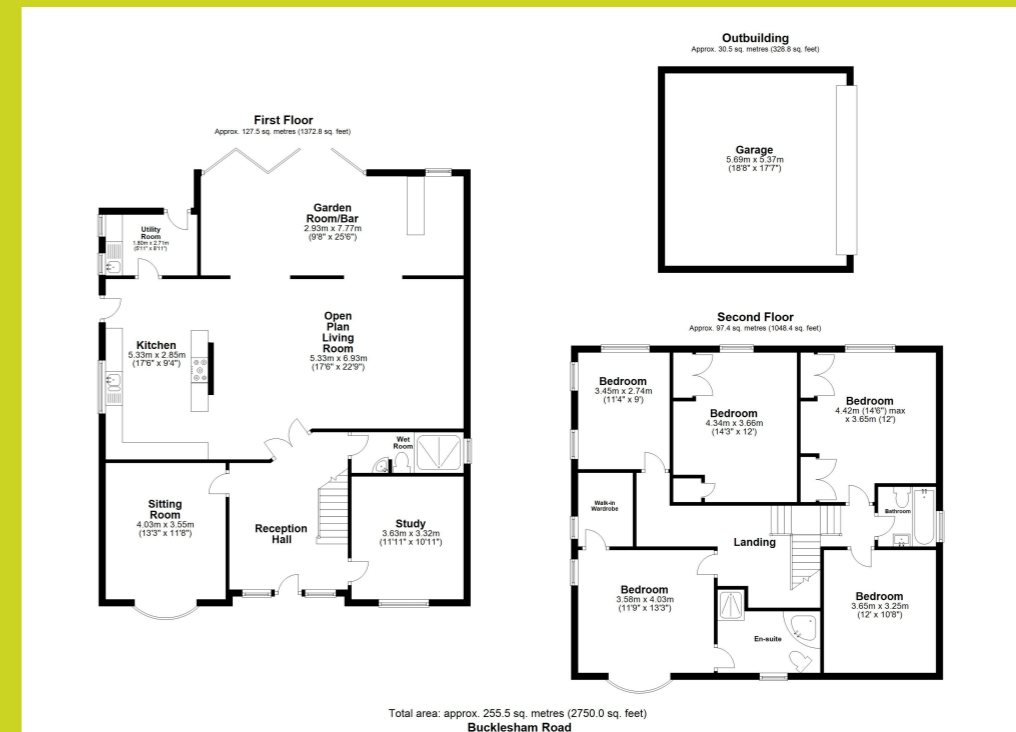 First Floor
Approx. 127.5 sq. metres (1372.8 sq. feet)
Garden
Room/Bar
2.93m x 7.77m
(9'8" x 25'6")
Utility
Room
1.80m x 2.71m
(5'11" x 8'11")
Kitchen
5.33m x 2.85m
(17'6" x 9'4")
Open
Plan
Living
Room
5.33m x 6.93m
(17'6" x 22'9")
Wet
Room
Sitting
Room
4.03m x 3.55m
(13'3" x 11'8")
Reception
Hall
Study
3.63m x 3.32m
(11'11" x 10'11")
Outbuilding
Approx. 30.5 sq. metres (328.8 sq. feet)
Garage
5.69m x 5.37m
(18'8" x 17'7")
Second Floor
Approx. 97.4 sq. metres (1048.4 sq. feet)
Bedroom
3.45m x 2.74m
(11'4" x 9')
Bedroom
4.34m x 3.66m
(14'3" x 12')
Bedroom
4.42m (14'6") max
x 3.65m (12')
Walk-in
Wardrobe
Bathroom
Landing
Bedroom
3.58m x 4.03m
(11'9" x 13'3")
En-suite
Bedroom
3.65m x 3.25m
(12' x 10'8")
Total area: approx. 255.5 sq. metres (2750.0 sq. feet)
Bucklesham Road